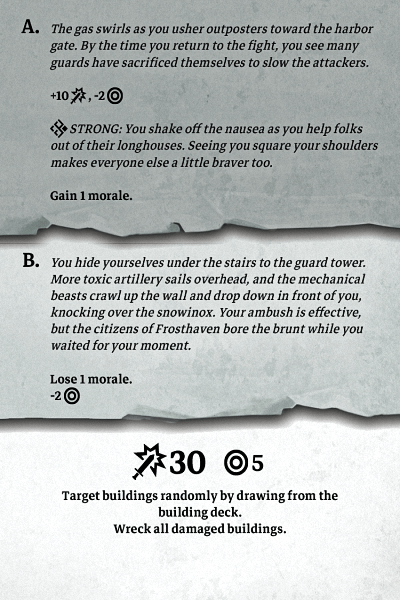 A. The gas swirls as you usher outposters toward the harbor
gate. By the time you return to the fight, you see many
guards have sacrificed themselves to slow the attackers.
+10 , -2
STRONG: You shake off the nausea as you help folks
out of their longhouses. Seeing you square your shoulders
makes everyone else a little braver too.
Gain 1 morale.
B. You hide yourselves under the stairs to the guard tower.
More toxic artillery sails overhead, and the mechanical
beasts crawl up the wall and drop down in front of you,
knocking over the snowinox. Your ambush is effective,
but the citizens of Frosthaven bore the brunt while you
waited for your moment.
Lose 1 morale.
-2
30 5
Target buildings randomly by drawing from the
building deck.
Wreck all damaged buildings.